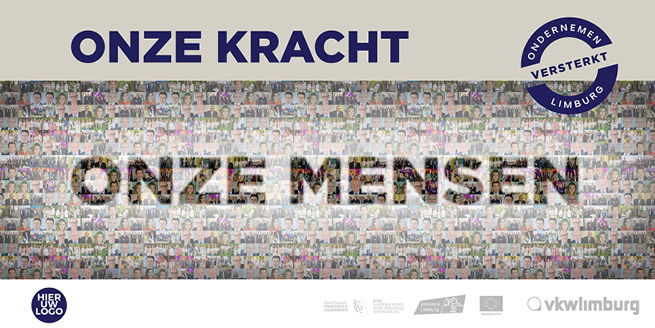 ONZE KRACHT
ONDERNEMEN
VERSTERKT
LIMBURG
ONZE MENSEN
HIER
UW
LOGO
provincie
limburg
vkwlimburg